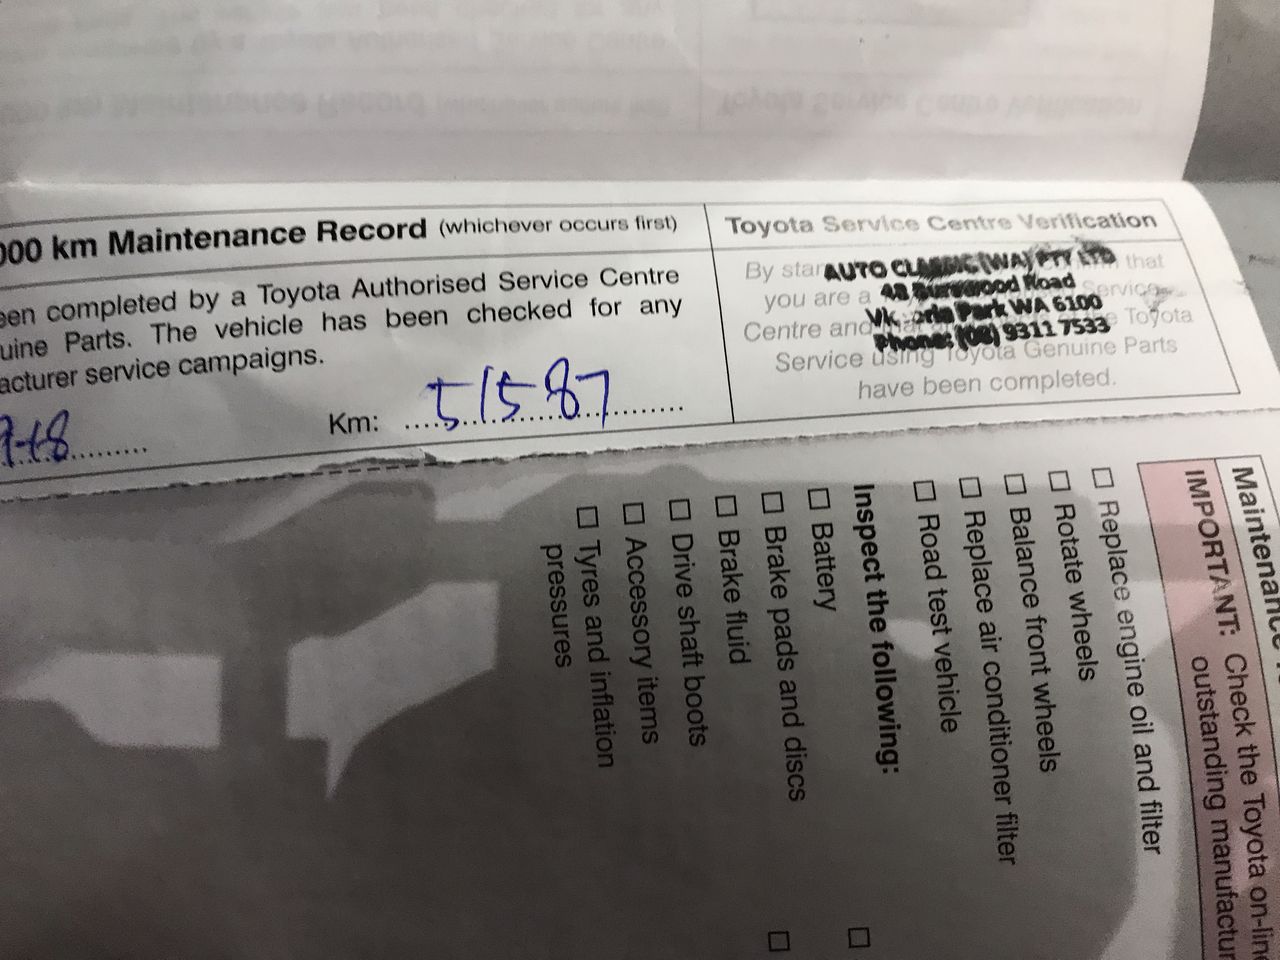 000 km Maintenance Record (whichever occurs first)
een completed by a Toyota Authorised Service Centre
uine Parts. The vehicle has been checked for any
acturer service campaigns.
Km: 51587
Toyota Service Centre Verification
By
you are a Service
Centre and Toyota
Service using Toyota Genuine Parts
have been completed.
AUTO CLASSIC (WA) PTY LTD
Burswood Road
Park WA 6100
Phone: (08) 9311 7533
Maintenance
IMPORTANT: Check the Toyota on-line
outstanding manufactur
Replace engine oil and filter
Rotate wheels
Balance front wheels
Replace air conditioner filter
Road test vehicle
Inspect the following:
Battery
Brake pads and discs
Brake fluid
Drive shaft boots
Accessory items
Tyres and inflation
pressures